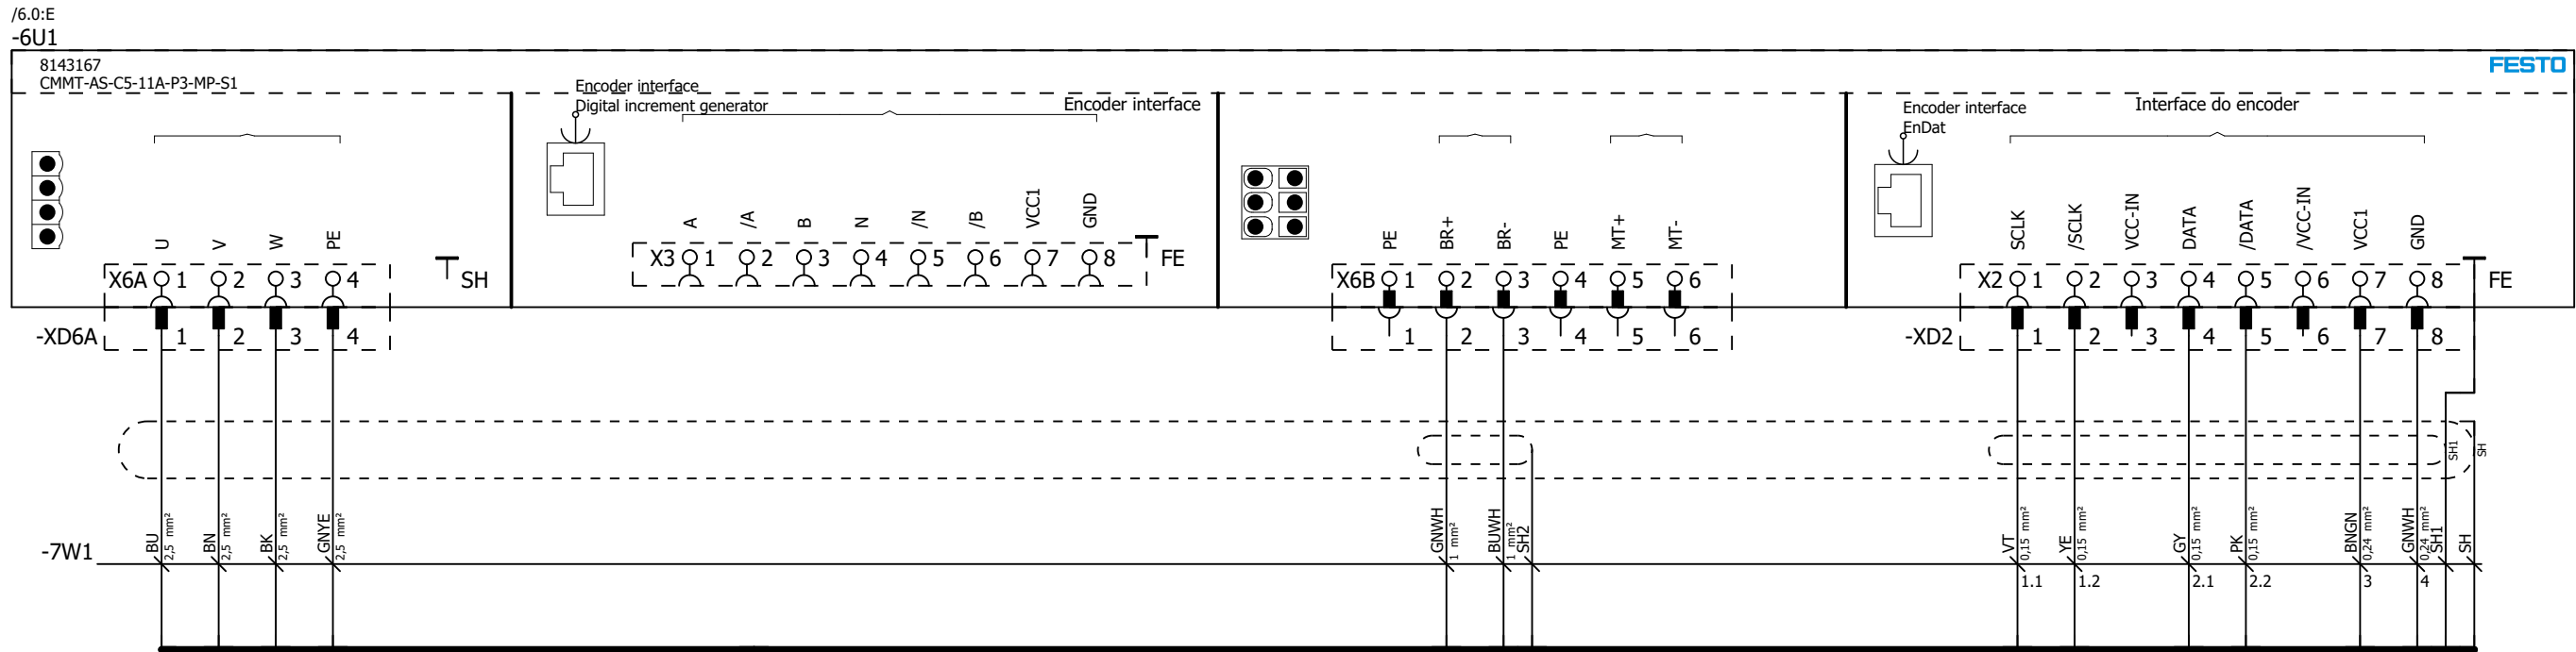 /6.0:E
-6U1
8143167
CMMT-AS-C5-11A-P3-MP-S1
FESTO
Encoder interface
Digital increment generator
Encoder interface
Encoder interface
EnDat
Interface do encoder
U V W PE
A /A B N /N /B VCC1 GND
PE BR+ BR- PE MT+ MT-
SCLK /SCLK VCC-IN DATA /DATA /VCC-IN VCC1 GND
X6A 1 2 3 4 SH
X3 1 2 3 4 5 6 7 8 FE
X6B 1 2 3 4 5 6
X2 1 2 3 4 5 6 7 8 FE
-XD6A 1 2 3 4
1 2 3 4 5 6
-XD2 1 2 3 4 5 6 7 8
SH1 SH
-7W1
BU 2,5 mm²
BN 2,5 mm²
BK 2,5 mm²
GNYE 2,5 mm²
GNWH 1 mm²
BUWH 1 mm²
SH2
VT 0,15 mm²
YE 0,15 mm²
GY 0,15 mm²
PK 0,15 mm²
BNGN 0,24 mm²
GNWH 0,24 mm²
SH1
SH
1.1 1.2 2.1 2.2 3 4